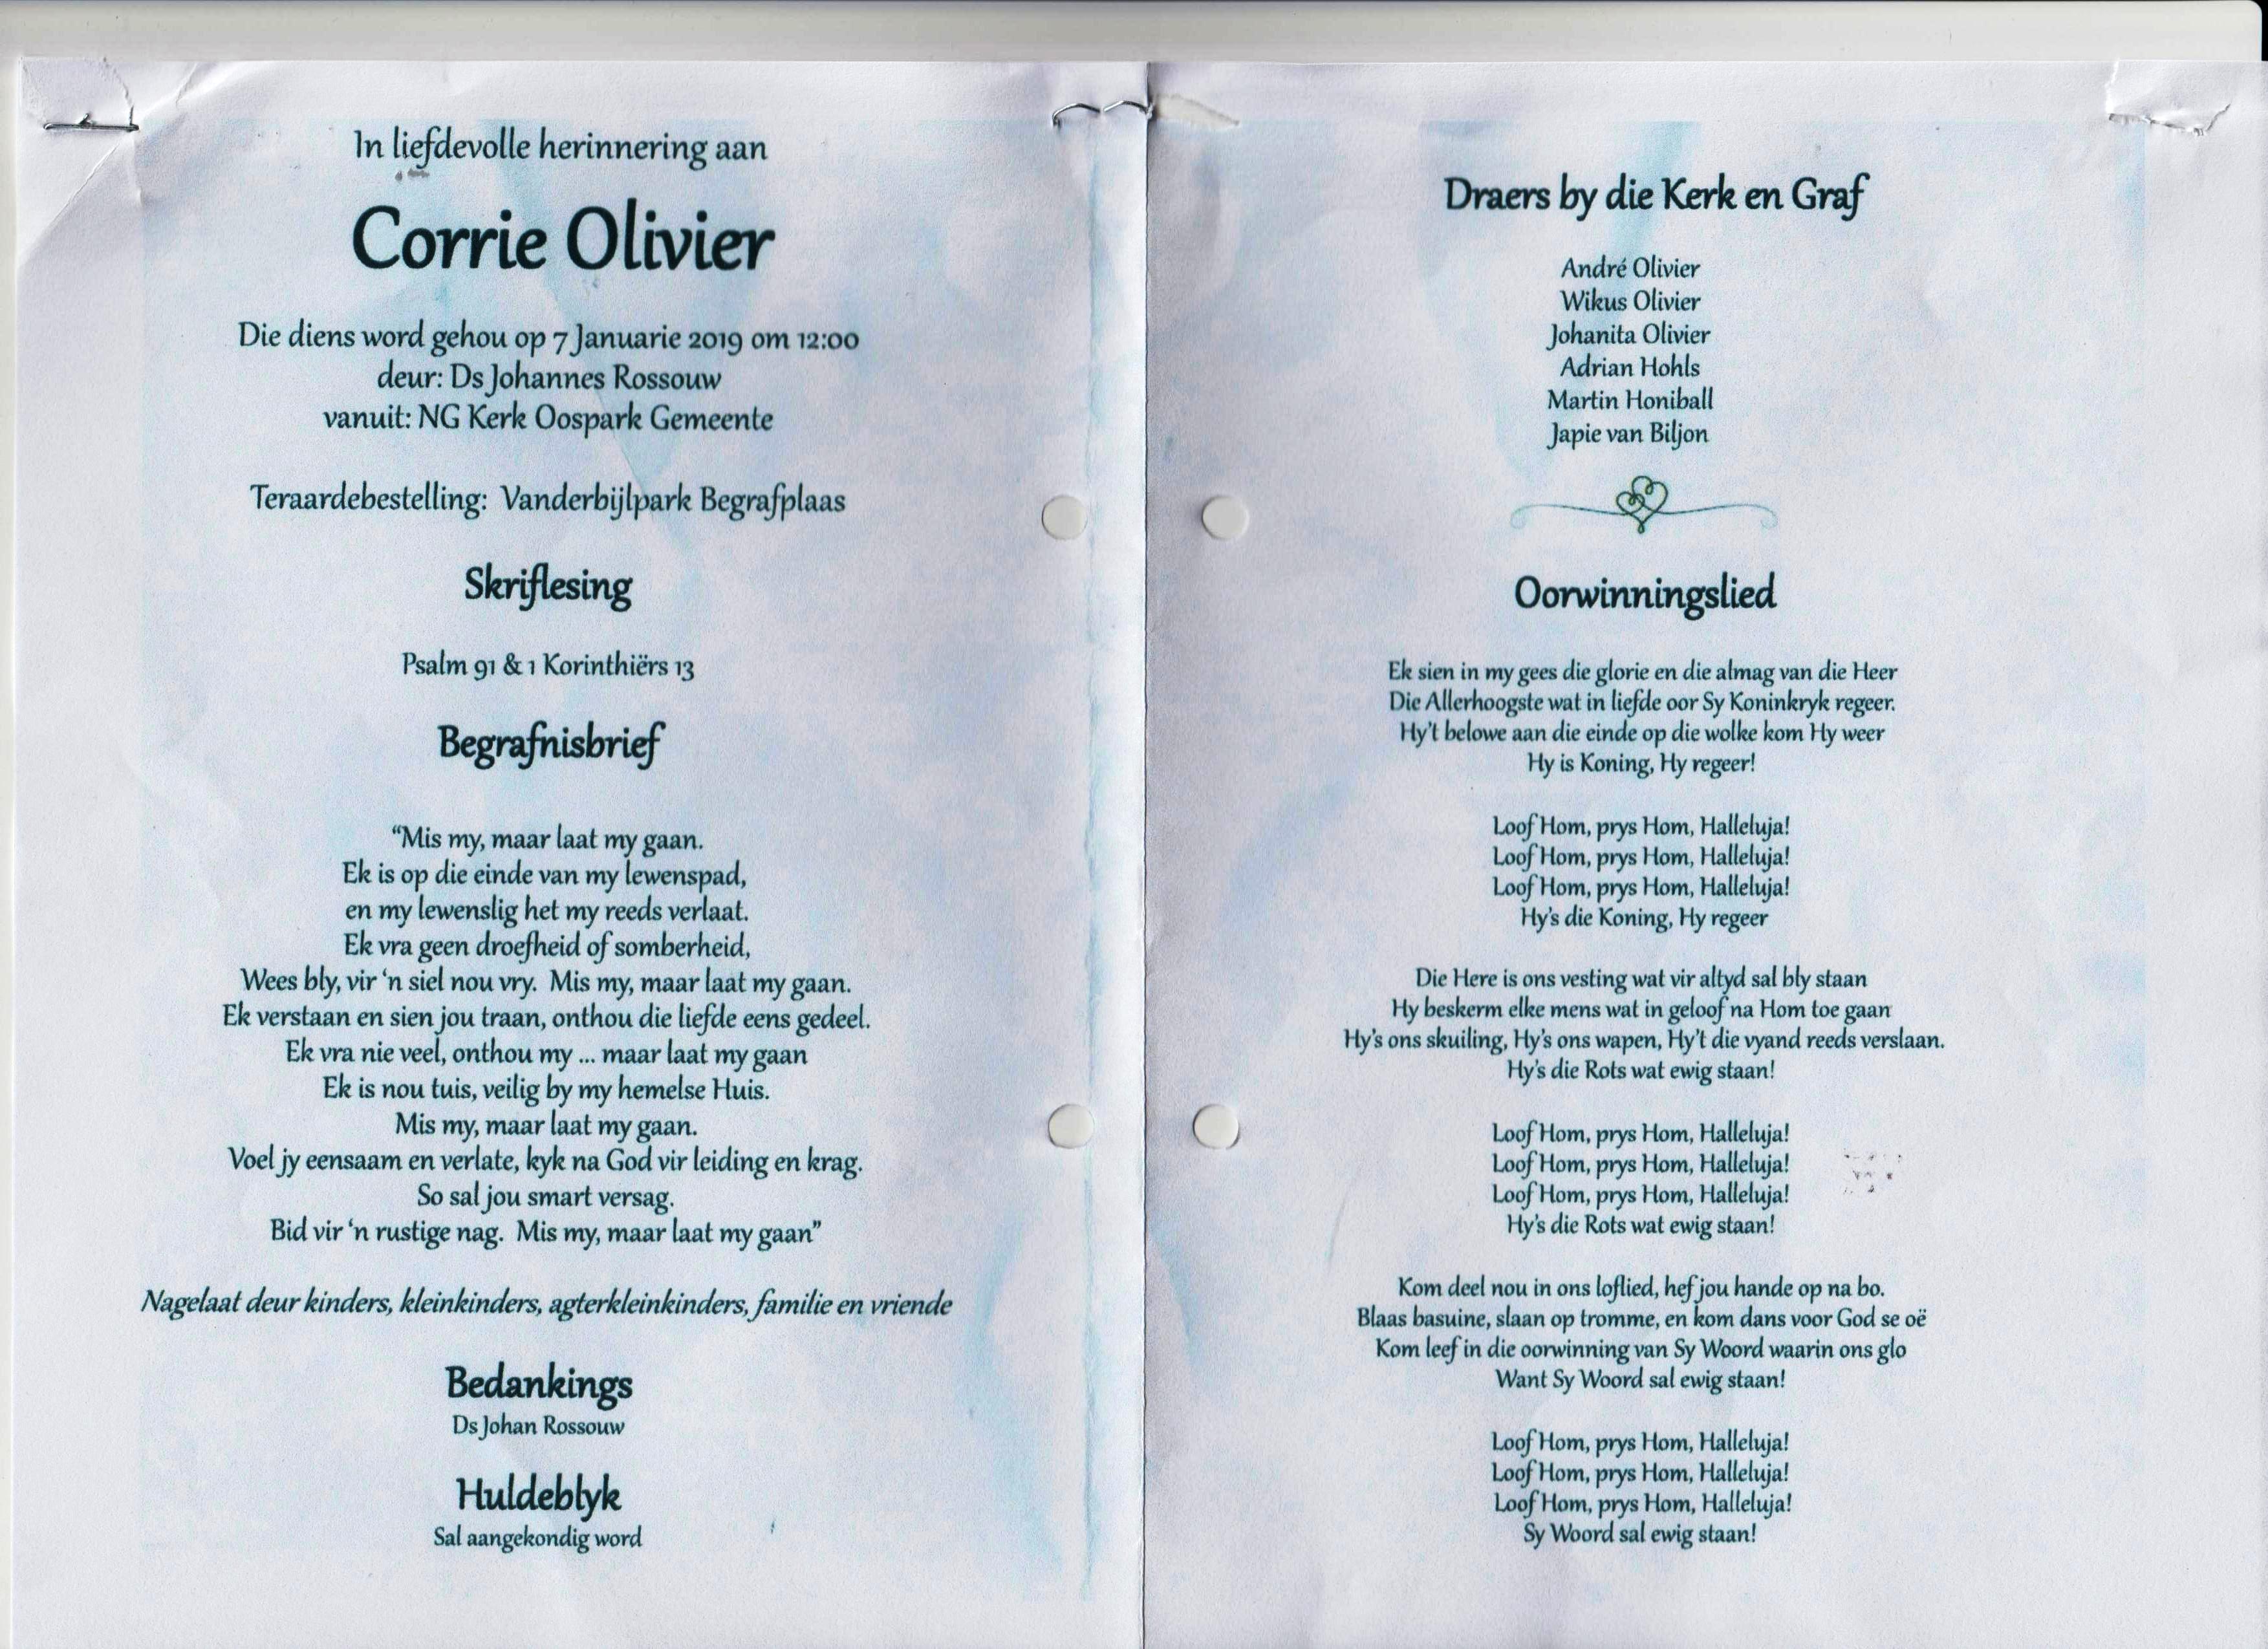 In liefdevolle herinnering aan
Corrie Olivier
Die diens word gehou op 7 Januarie 2019 om 12:00
deur: Ds Johannes Rossouw
vanuit: NG Kerk Oospark Gemeente
Teraardebestelling: Vanderbijlpark Begrafplaas
Skriflesing
Psalm 91 & 1 Korinthiërs 13
Begrafnisbrief
“Mis my, maar laat my gaan.
Ek is op die einde van my lewenspad,
en my lewenslig het my reeds verlaat.
Ek vra geen droefheid of somberheid,
Wees bly, vir ‘n siel nou vry. Mis my, maar laat my gaan.
Ek verstaan en sien jou traan, onthou die liefde eens gedeel.
Ek vra nie veel, onthou my ... maar laat my gaan
Ek is nou tuis, veilig by my hemelse Huis.
Mis my, maar laat my gaan.
Voel jy eensaam en verlate, kyk na God vir leiding en krag.
So sal jou smart versag.
Bid vir ‘n rustige nag. Mis my, maar laat my gaan”
Nagelaat deur kinders, kleinkinders, agterkleinkinders, familie en vriende
Bedankings
Ds Johan Rossouw
Huldeblyk
Sal aangekondig word
Draers by die Kerk en Graf
André Olivier
Wikus Olivier
Johanita Olivier
Adrian Hohls
Martin Honiball
Japie van Biljon
Oorwinningslied
Ek sien in my gees die glorie en die almag van die Heer
Die Allerhoogste wat in liefde oor Sy Koninkryk regeer.
Hy’t belowe aan die einde op die wolke kom Hy weer
Hy is Koning, Hy regeer!
Loof Hom, prys Hom, Halleluja!
Loof Hom, prys Hom, Halleluja!
Loof Hom, prys Hom, Halleluja!
Hy’s die Koning, Hy regeer
Die Here is ons vesting wat vir altyd sal bly staan
Hy beskerm elke mens wat in geloof na Hom toe gaan
Hy’s ons skuiling, Hy’s ons wapen, Hy’t die vyand reeds verslaan.
Hy’s die Rots wat ewig staan!
Loof Hom, prys Hom, Halleluja!
Loof Hom, prys Hom, Halleluja!
Loof Hom, prys Hom, Halleluja!
Hy’s die Rots wat ewig staan!
Kom deel nou in ons loflied, hef jou hande op na bo.
Blaas basuine, slaan op tromme, en kom dans voor God se oë
Kom leef in die oorwinning van Sy Woord waarin ons glo
Want Sy Woord sal ewig staan!
Loof Hom, prys Hom, Halleluja!
Loof Hom, prys Hom, Halleluja!
Loof Hom, prys Hom, Halleluja!
Sy Woord sal ewig staan!